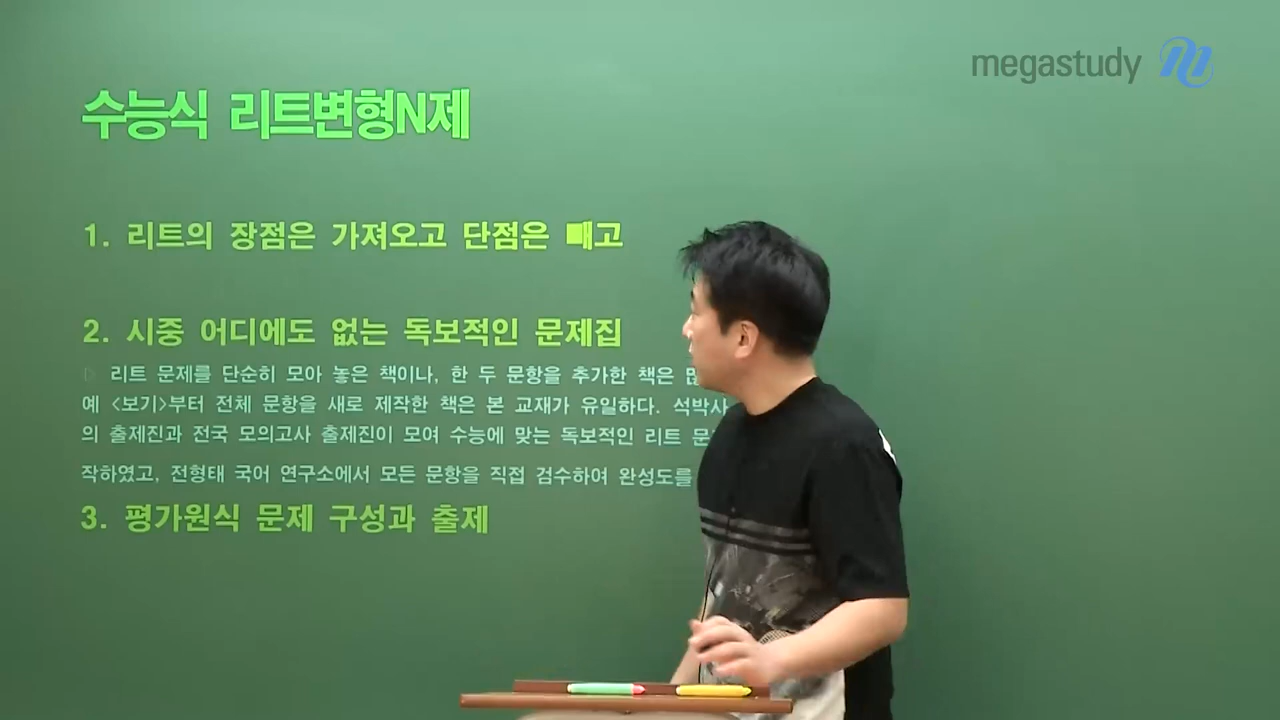 megastudy
수능식 리트변형N제
1. 리트의 장점은 가져오고 단점은 빼고
2. 시중 어디에도 없는 독보적인 문제집
▷ 리트 문제를 단순히 모아 놓은 책이나, 한 두 문항을 추가한 책은
예 <보기>부터 전체 문항을 새로 제작한 책은 본 교재가 유일하다. 석박사
의 출제진과 전국 모의고사 출제진이 모여 수능에 맞는 독보적인 리트
작하였고, 전형태 국어 연구소에서 모든 문항을 직접 검수하여 완성도를
3. 평가원식 문제 구성과 출제